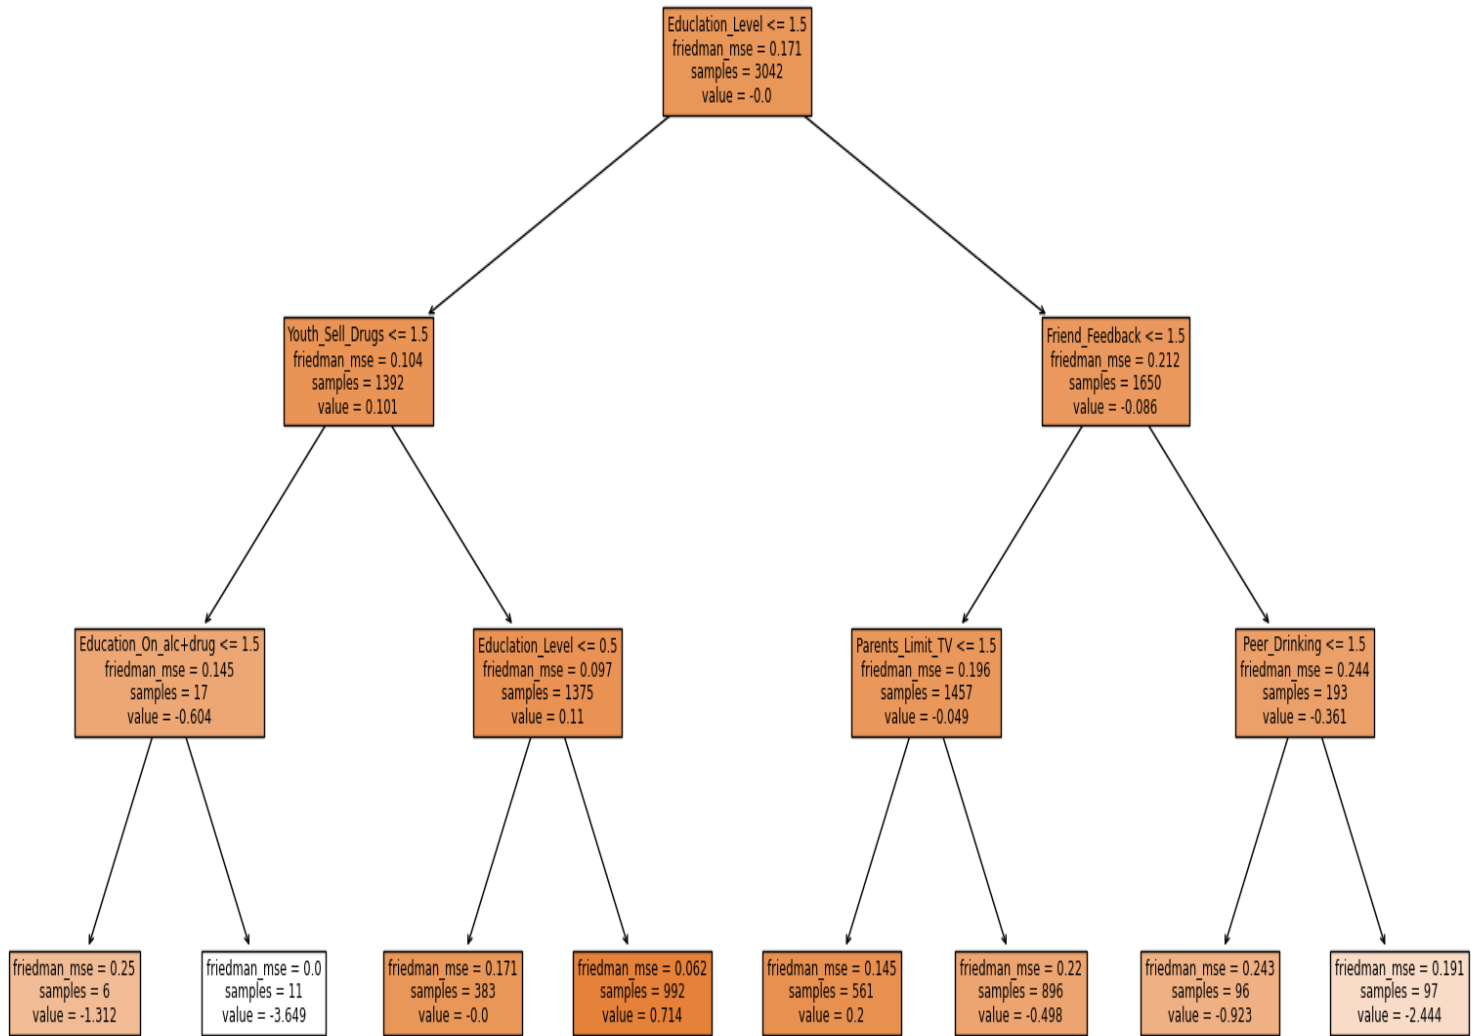 Educlation_Level <= 1.5
friedman_mse = 0.171
samples = 3042
value = -0.0
Youth_Sell_Drugs <= 1.5
friedman_mse = 0.104
samples = 1392
value = 0.101
Friend_Feedback <= 1.5
friedman_mse = 0.212
samples = 1650
value = -0.086
Education_On_alc+drug <= 1.5
friedman_mse = 0.145
samples = 17
value = -0.604
Educlation_Level <= 0.5
friedman_mse = 0.097
samples = 1375
value = 0.11
Parents_Limit_TV <= 1.5
friedman_mse = 0.196
samples = 1457
value = -0.049
Peer_Drinking <= 1.5
friedman_mse = 0.244
samples = 193
value = -0.361
friedman_mse = 0.25
samples = 6
value = -1.312
friedman_mse = 0.0
samples = 11
value = -3.649
friedman_mse = 0.171
samples = 383
value = -0.0
friedman_mse = 0.062
samples = 992
value = 0.714
friedman_mse = 0.145
samples = 561
value = 0.2
friedman_mse = 0.22
samples = 896
value = -0.498
friedman_mse = 0.243
samples = 96
value = -0.923
friedman_mse = 0.191
samples = 97
value = -2.444